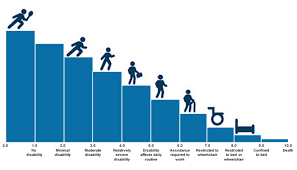 0.0 1.0 2.0 3.0 4.0 5.0 6.0 7.0 8.0 9.0 10.0
No disability
Minimal disability
Moderate disability
Relatively severe disability
Disability affects daily routine
Assistance required to work
Restricted to wheelchair
Restricted to bed or wheelchair
Confined to bed
Death